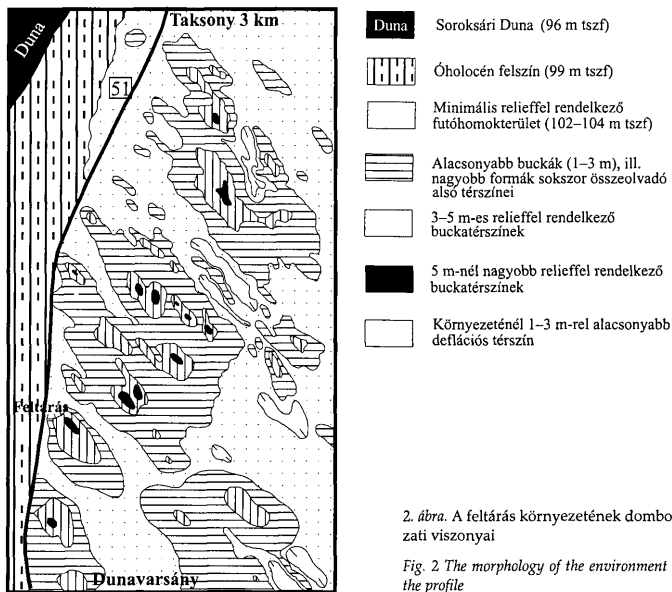 Taksony 3 km
Duna
51
Feltárás
Dunavarsány
Duna
Soroksári Duna (96 m tszf)
Óholocén felszín (99 m tszf)
Minimális relieffel rendelkező
futóhomokterület (102–104 m tszf)
Alacsonyabb buckák (1–3 m), ill.
nagyobb formák sokszor összeolvadó
alsó térszínei
3–5 m-es relieffel rendelkező
buckatérszínek
5 m-nél nagyobb relieffel rendelkező
buckatérszínek
Környezeténél 1–3 m-rel alacsonyabb
deflációs térszín
2. ábra. A feltárás környezetének dombo
zati viszonyai
Fig. 2 The morphology of the environment
the profile